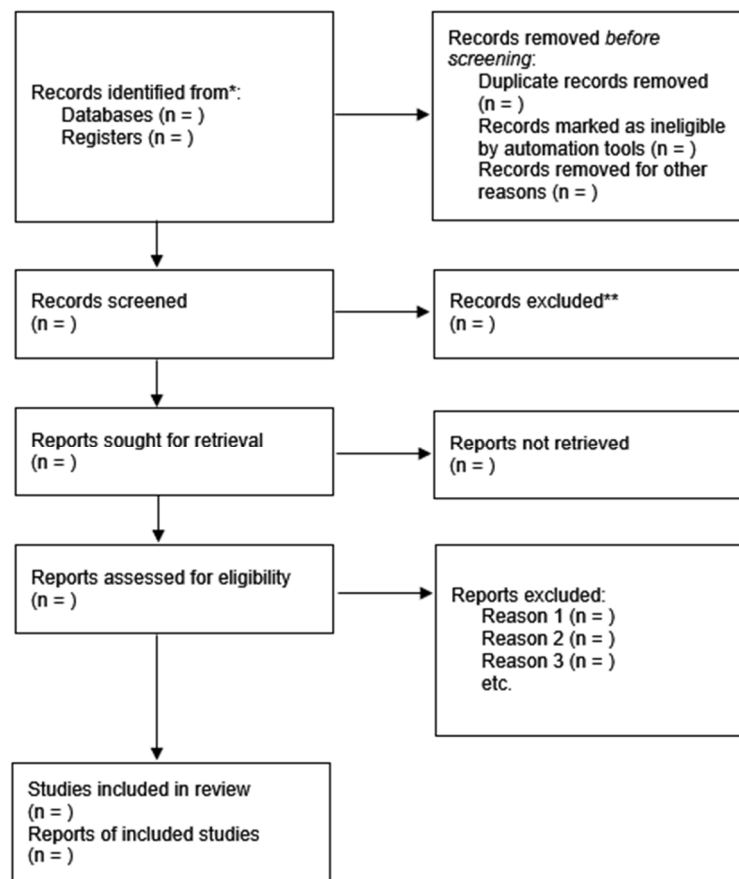 Records identified from*:
Databases (n = )
Registers (n = )
Records removed before
screening:
Duplicate records removed
(n = )
Records marked as ineligible
by automation tools (n = )
Records removed for other
reasons (n = )
Records screened
(n = )
Records excluded**
(n = )
Reports sought for retrieval
(n = )
Reports not retrieved
(n = )
Reports assessed for eligibility
(n = )
Reports excluded:
Reason 1 (n = )
Reason 2 (n = )
Reason 3 (n = )
etc.
Studies included in review
(n = )
Reports of included studies
(n = )